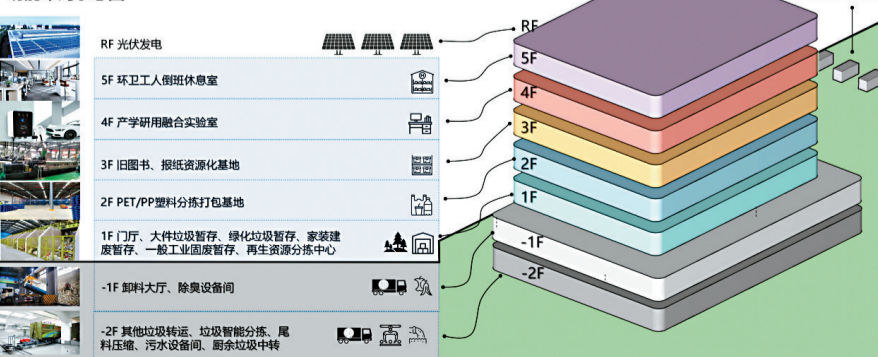 RF 光伏发电
5F 环卫工人倒班休息室
4F 产学研用融合实验室
3F 旧图书、报纸资源化基地
2F PET/PP塑料分拣打包基地
1F 门厅、大件垃圾暂存、绿化垃圾暂存、家装建
废暂存、一般工业固废暂存、再生资源分拣中心
-1F 卸料大厅、除臭设备间
-2F 其他垃圾转运、垃圾智能分拣、尾
料压缩、污水设备间、厨余垃圾中转
RF
5F
4F
3F
2F
1F
-1F
-2F